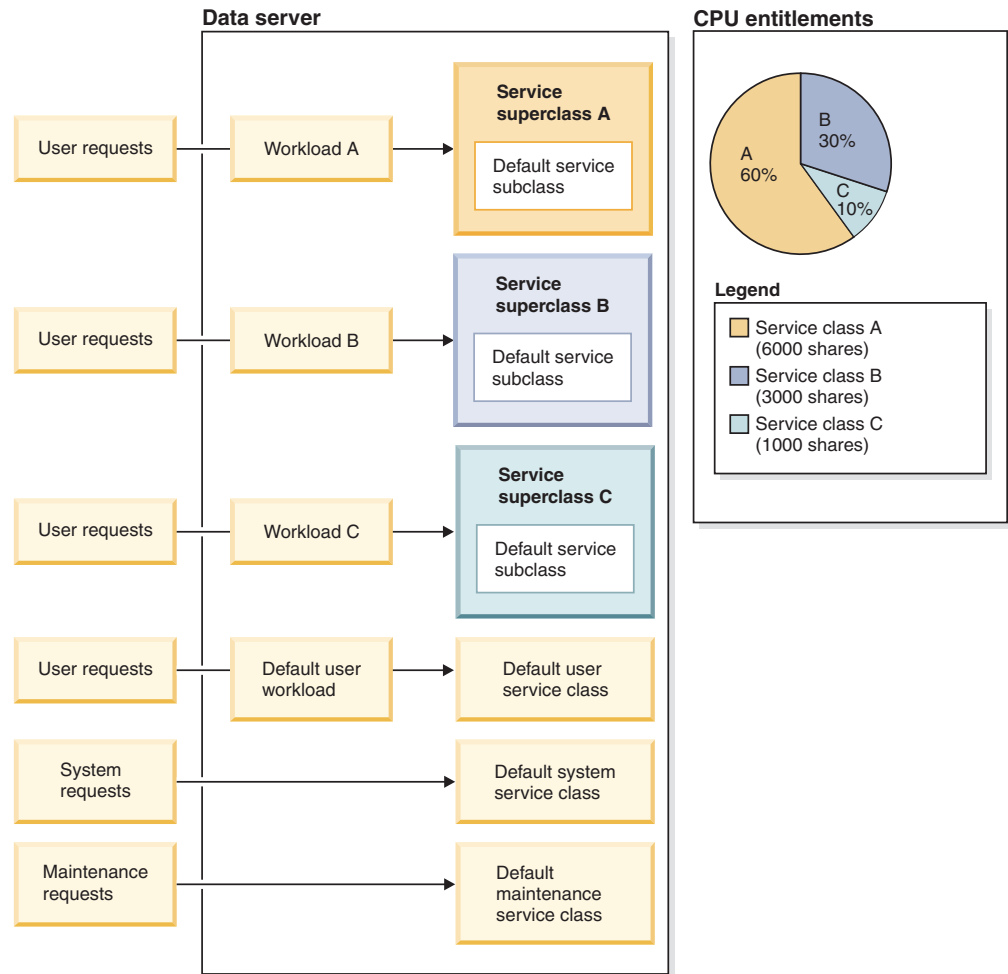 Data server
User requests
Workload A
Service
superclass A
Default service
subclass
User requests
Workload B
Service
superclass B
Default service
subclass
User requests
Workload C
Service
superclass C
Default service
subclass
User requests
Default user
workload
Default user
service class
System
requests
Default system
service class
Maintenance
requests
Default
maintenance
service class
CPU entitlements
A
60%
B
30%
C
10%
Legend
Service class A
(6000 shares)
Service class B
(3000 shares)
Service class C
(1000 shares)